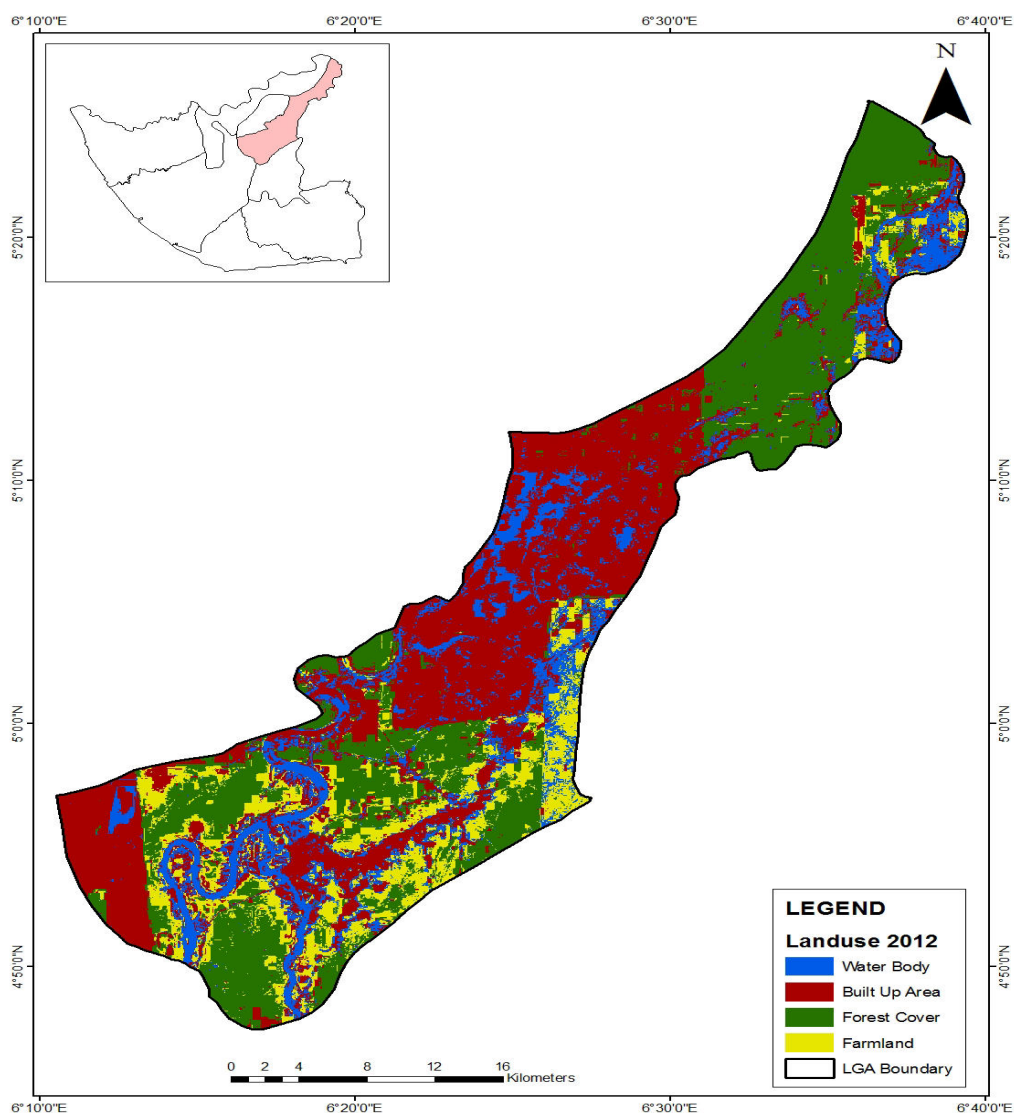 6°10'0"E 6°20'0"E 6°30'0"E 6°40'0"E
N
5°20'0"N 5°20'0"N
5°10'0"N 5°10'0"N
5°0'0"N 5°0'0"N
4°50'0"N 4°50'0"N
LEGEND
Landuse 2012
Water Body
Built Up Area
Forest Cover
Farmland
LGA Boundary
0 2 4 8 12 16
Kilometers
6°10'0"E 6°20'0"E 6°30'0"E 6°40'0"E